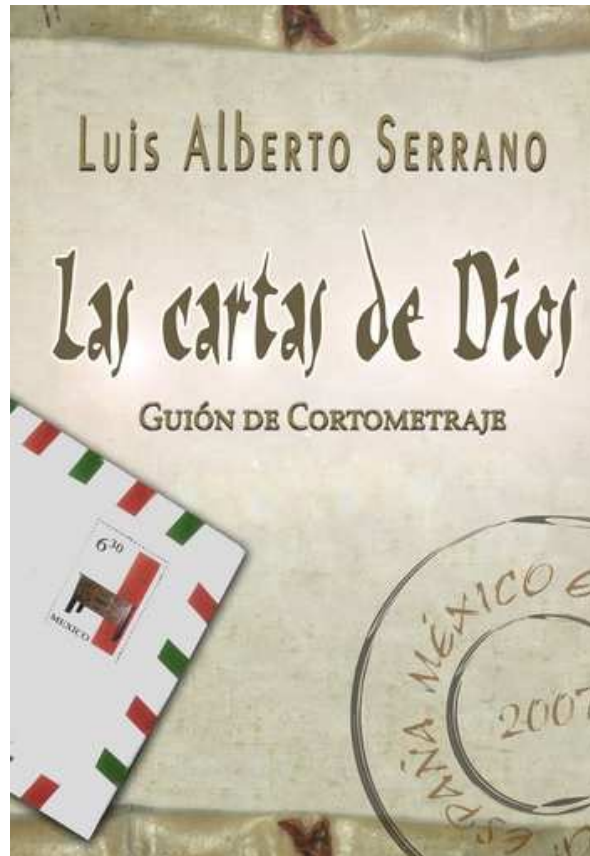 Luis Alberto Serrano
Las cartas de Dios
Guión de Cortometraje
6³⁰
MEXICO
ESPAÑA MÉXICO
2007